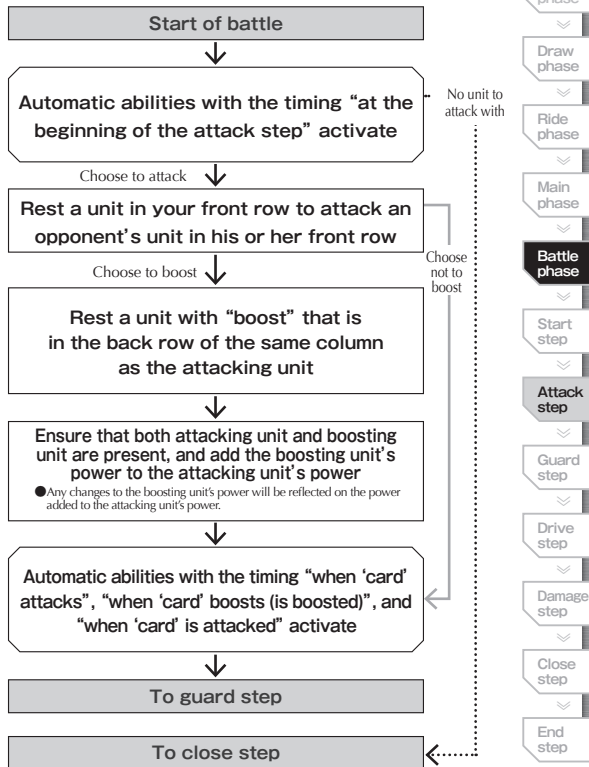 Start of battle
Automatic abilities with the timing “at the
beginning of the attack step” activate
No unit to
attack with
Choose to attack
Rest a unit in your front row to attack an
opponent’s unit in his or her front row
Choose to boost
Choose
not to
boost
Rest a unit with “boost” that is
in the back row of the same column
as the attacking unit
Ensure that both attacking unit and boosting
unit are present, and add the boosting unit’s
power to the attacking unit’s power
●Any changes to the boosting unit’s power will be reflected on the power
added to the attacking unit’s power.
Automatic abilities with the timing “when ‘card’
attacks”, “when ‘card’ boosts (is boosted)”, and
“when ‘card’ is attacked” activate
To guard step
To close step
phase
Draw
phase
Ride
phase
Main
phase
Battle
phase
Start
step
Attack
step
Guard
step
Drive
step
Damage
step
Close
step
End
step